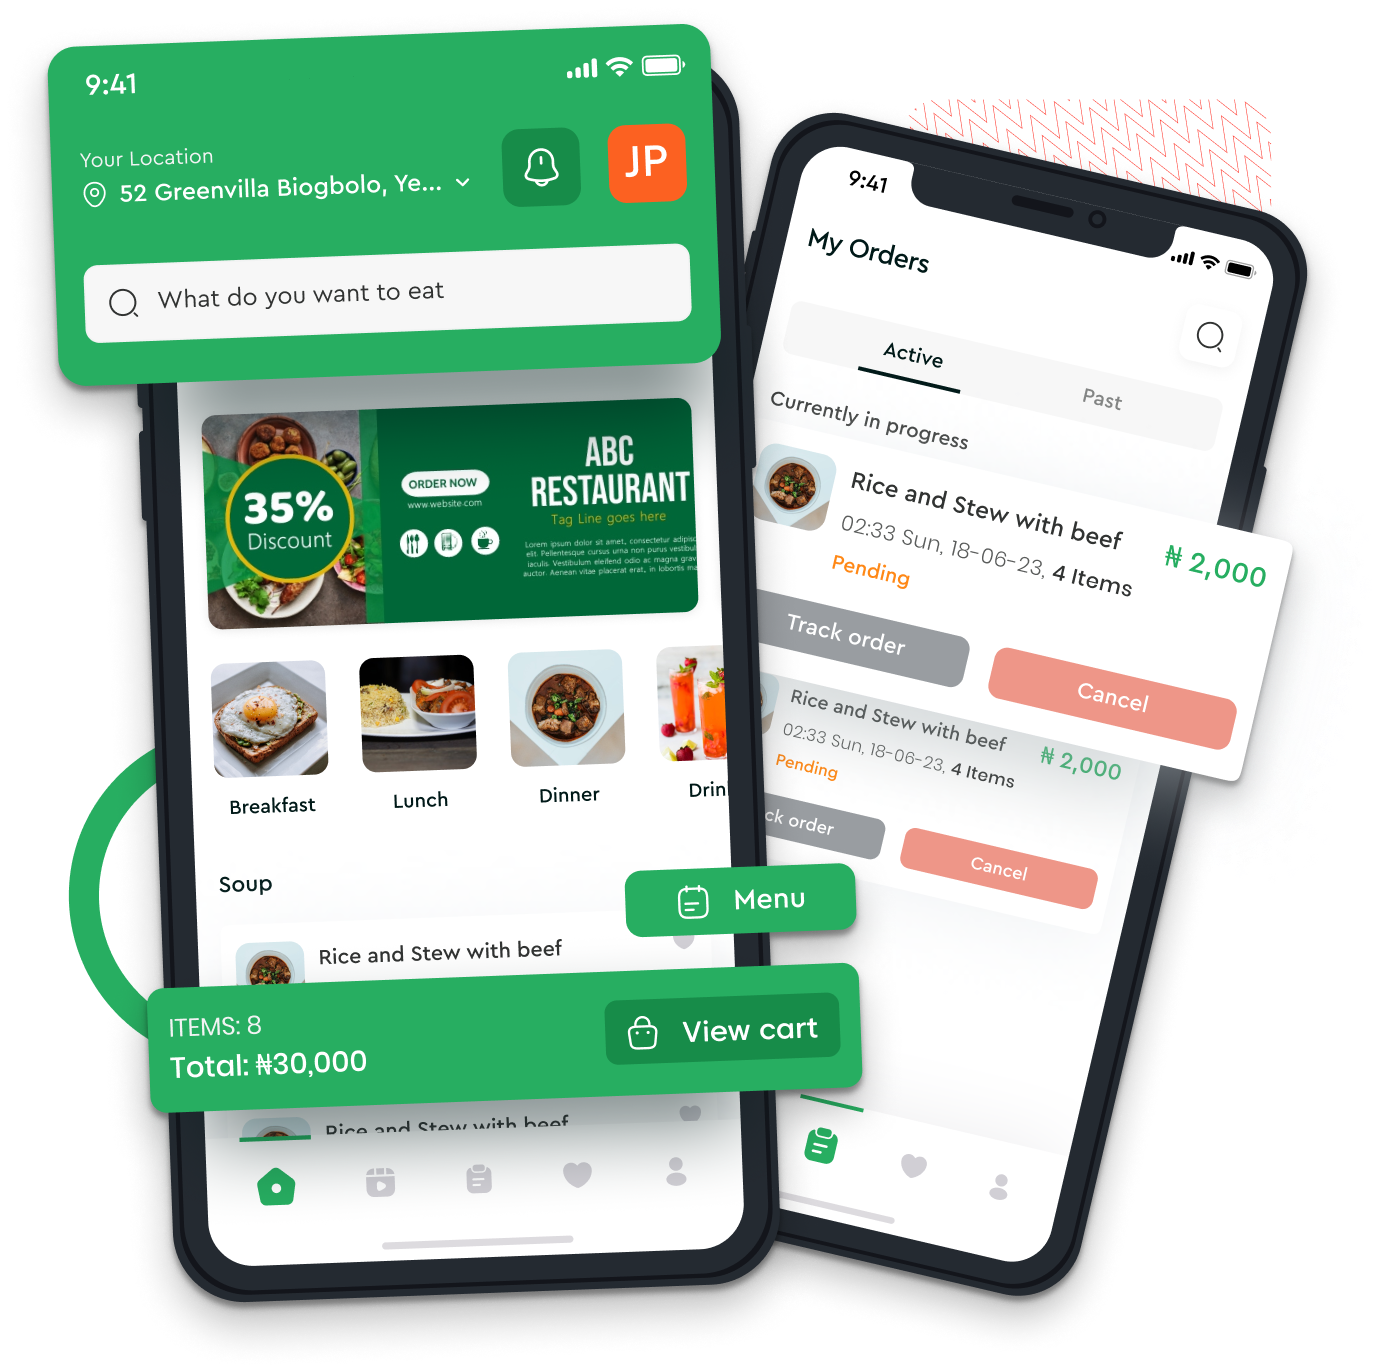 9:41
Your Location
52 Greenvilla Biogbolo, Ye...
JP
What do you want to eat
35%
Discount
ORDER NOW
www.website.com
ABC
RESTAURANT
Tag Line goes here
Lorem ipsum dolor sit amet, consectetur adipisc
elit. Pellentesque cursus urna non purus vestibul
iaculis. Vestibulum eleifend odio ac magna grav
auctor. Aenean vitae placerat erat, in lobortis ma
Breakfast
Lunch
Dinner
Drin
Soup
Menu
Rice and Stew with beef
ITEMS: 8
Total: ₦30,000
View cart
Rice and Stew with beef
9:41
My Orders
Active
Past
Currently in progress
Rice and Stew with beef
02:33 Sun, 18-06-23, 4 Items
₦ 2,000
Pending
Track order
Cancel
Rice and Stew with beef
02:33 Sun, 18-06-23, 4 Items
₦ 2,000
Pending
ck order
Cancel